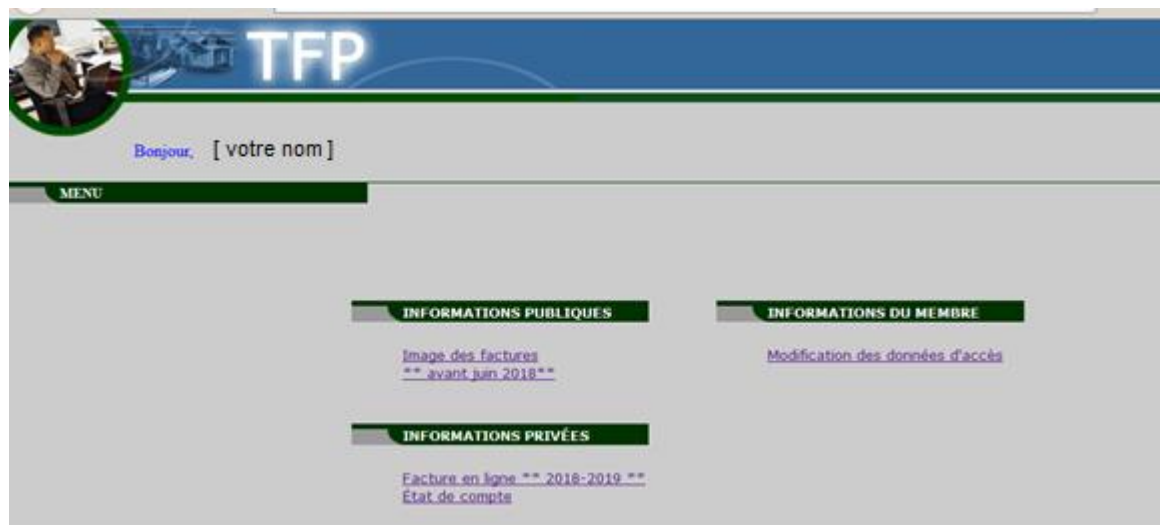 TFP
Bonjour, [ votre nom ]
MENU
INFORMATIONS PUBLIQUES
Image des factures
** avant juin 2018**
INFORMATIONS DU MEMBRE
Modification des données d'accès
INFORMATIONS PRIVÉES
Facture en ligne ** 2018-2019 **
État de compte